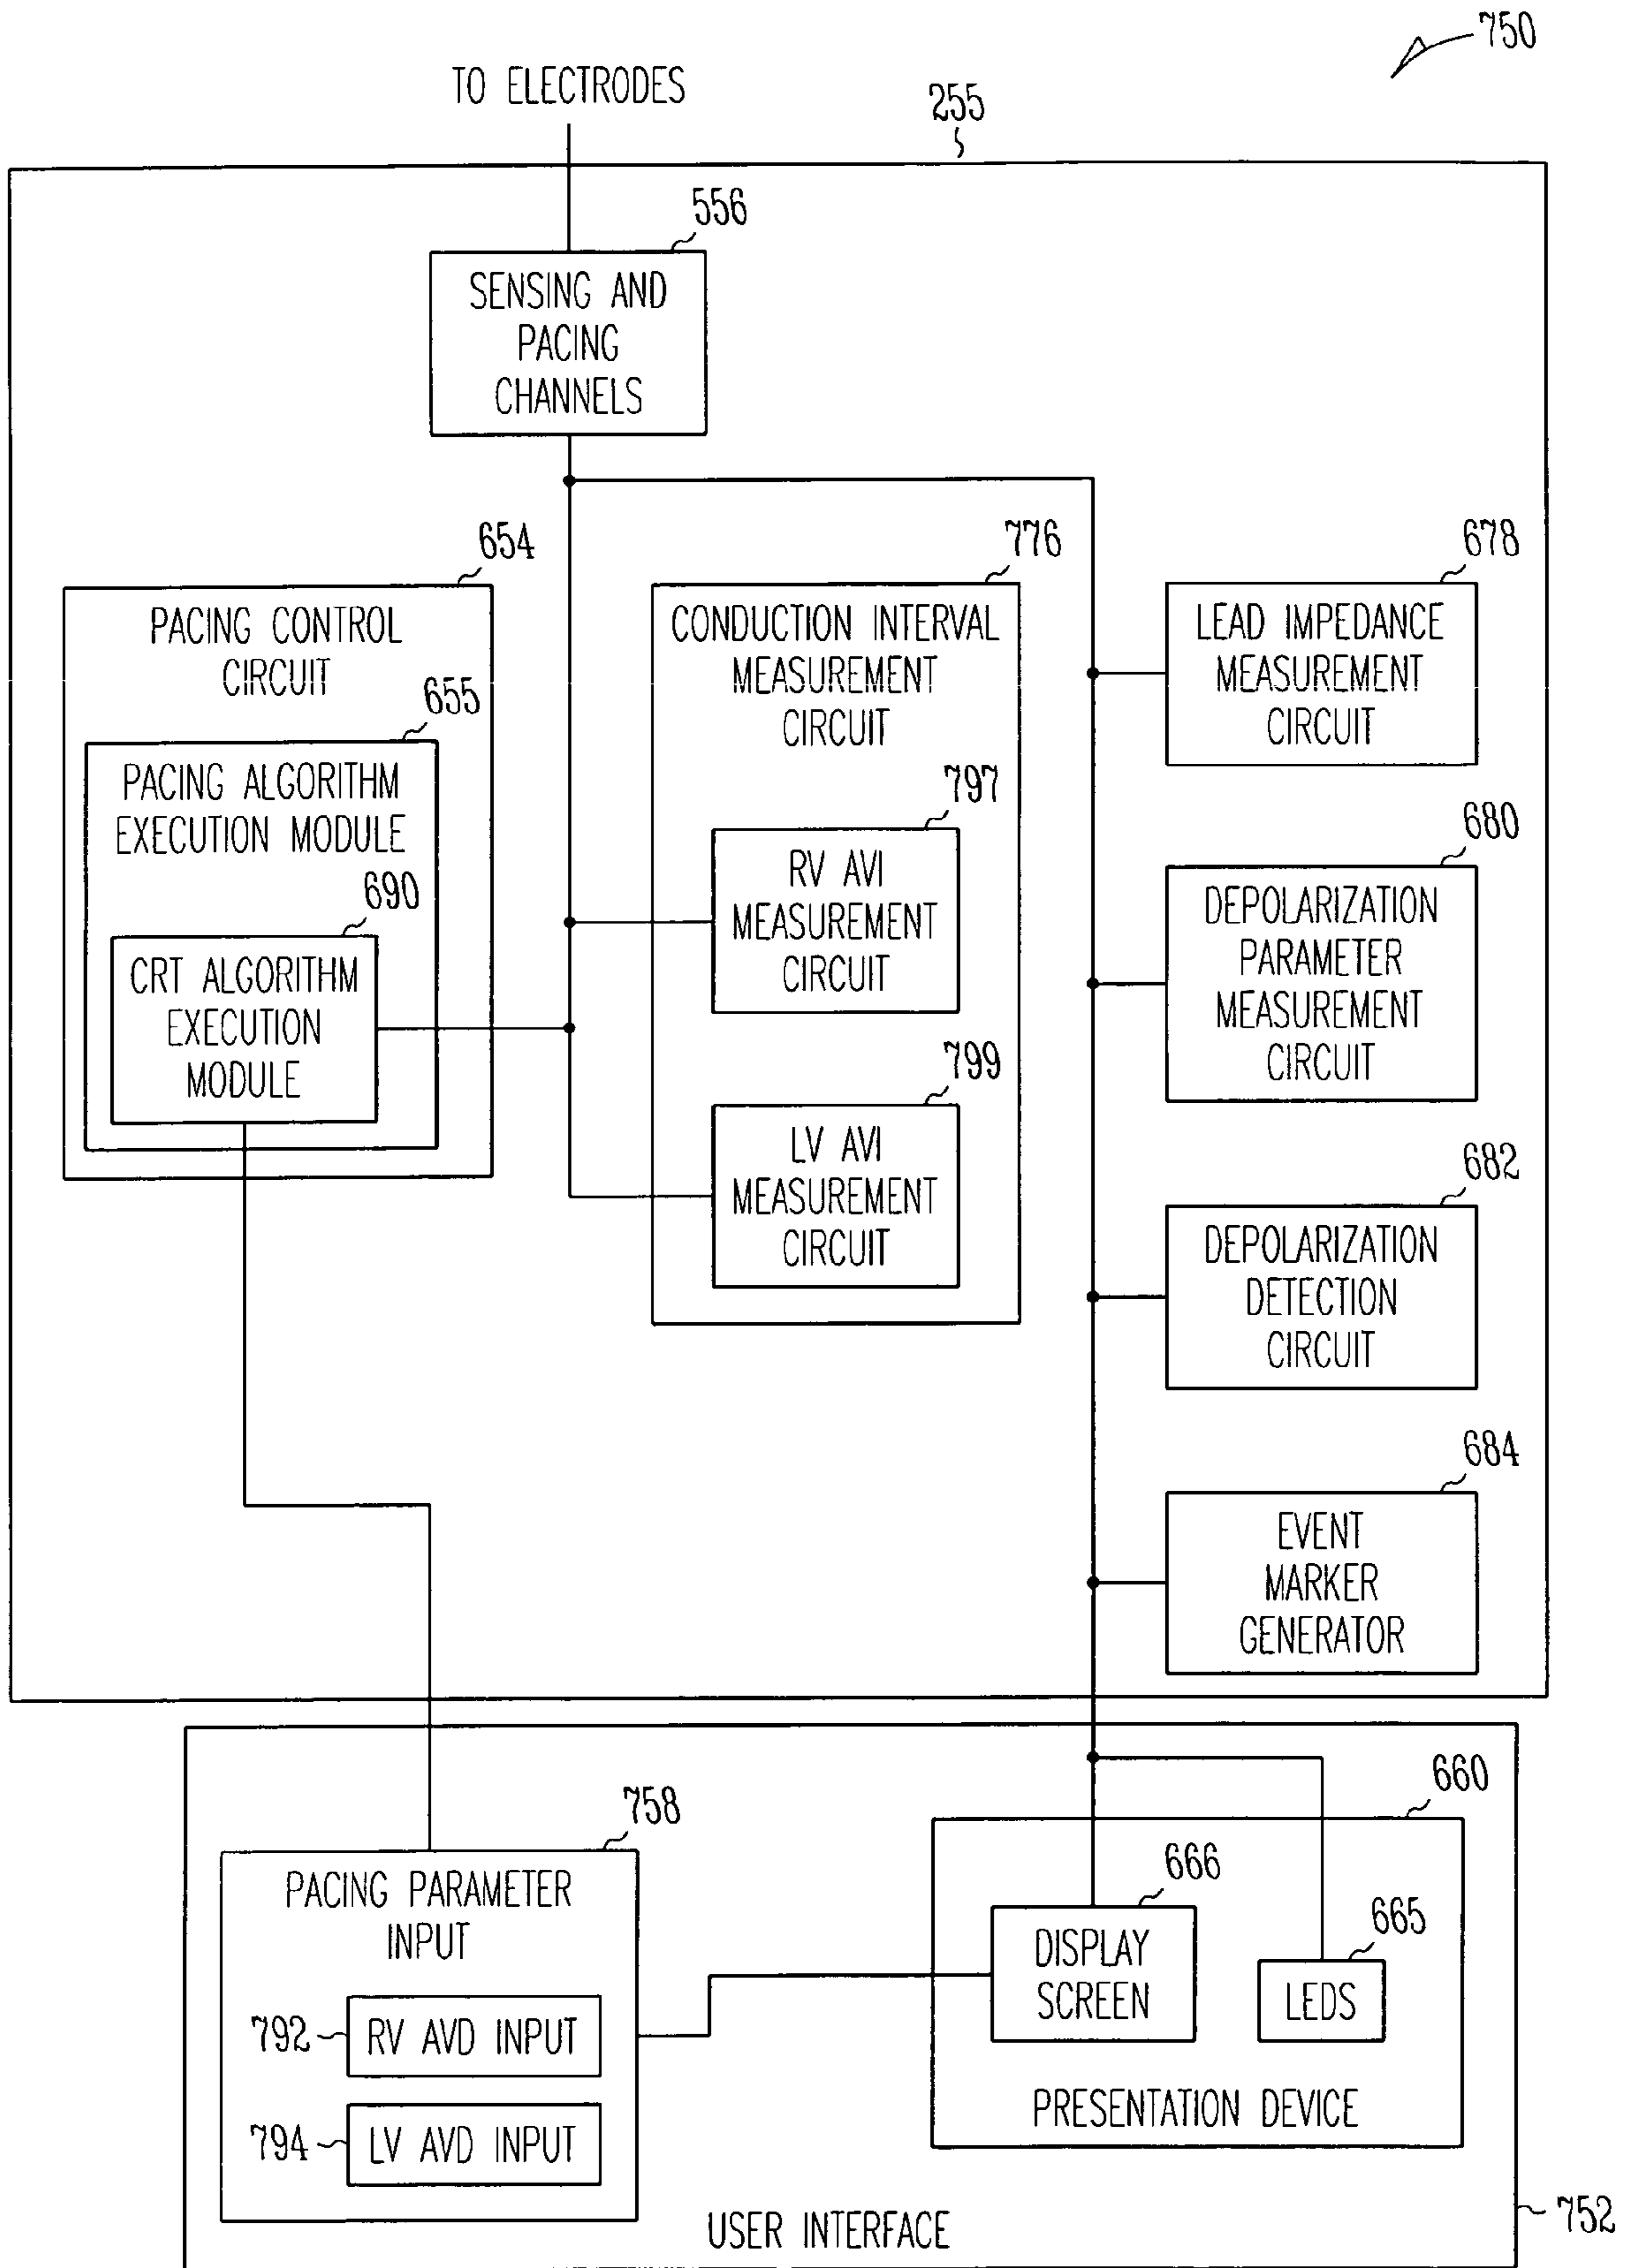 750
TO ELECTRODES
255
556
SENSING AND
PACING
CHANNELS
654
PACING CONTROL
CIRCUIT
655
PACING ALGORITHM
EXECUTION MODULE
690
CRT ALGORITHM
EXECUTION
MODULE
776
CONDUCTION INTERVAL
MEASUREMENT
CIRCUIT
797
RV AVI
MEASUREMENT
CIRCUIT
799
LV AVI
MEASUREMENT
CIRCUIT
678
LEAD IMPEDANCE
MEASUREMENT
CIRCUIT
680
DEPOLARIZATION
PARAMETER
MEASUREMENT
CIRCUIT
682
DEPOLARIZATION
DETECTION
CIRCUIT
684
EVENT
MARKER
GENERATOR
758
PACING PARAMETER
INPUT
792
RV AVD INPUT
794
LV AVD INPUT
660
666
DISPLAY
SCREEN
665
LEDS
PRESENTATION DEVICE
USER INTERFACE
752